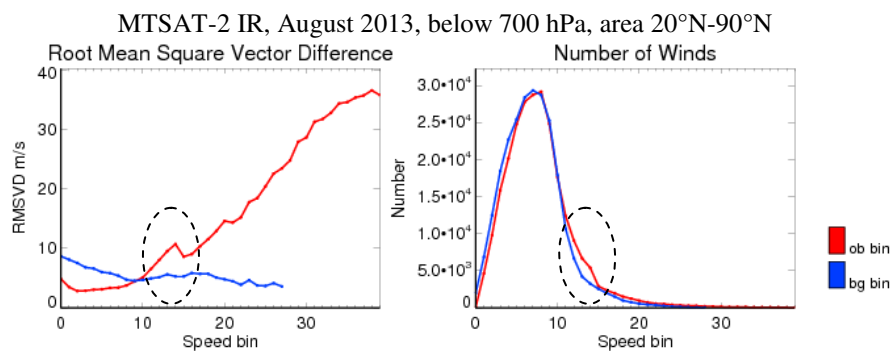 MTSAT-2 IR, August 2013, below 700 hPa, area 20°N-90°N
Root Mean Square Vector Difference
Number of Winds
40
30
20
10
0
RMSVD m/s
0
10
20
30
Speed bin
3.0•10⁴
2.5•10⁴
2.0•10⁴
1.5•10⁴
1.0•10⁴
5.0•10³
0
Number
0
10
20
30
Speed bin
ob bin
bg bin